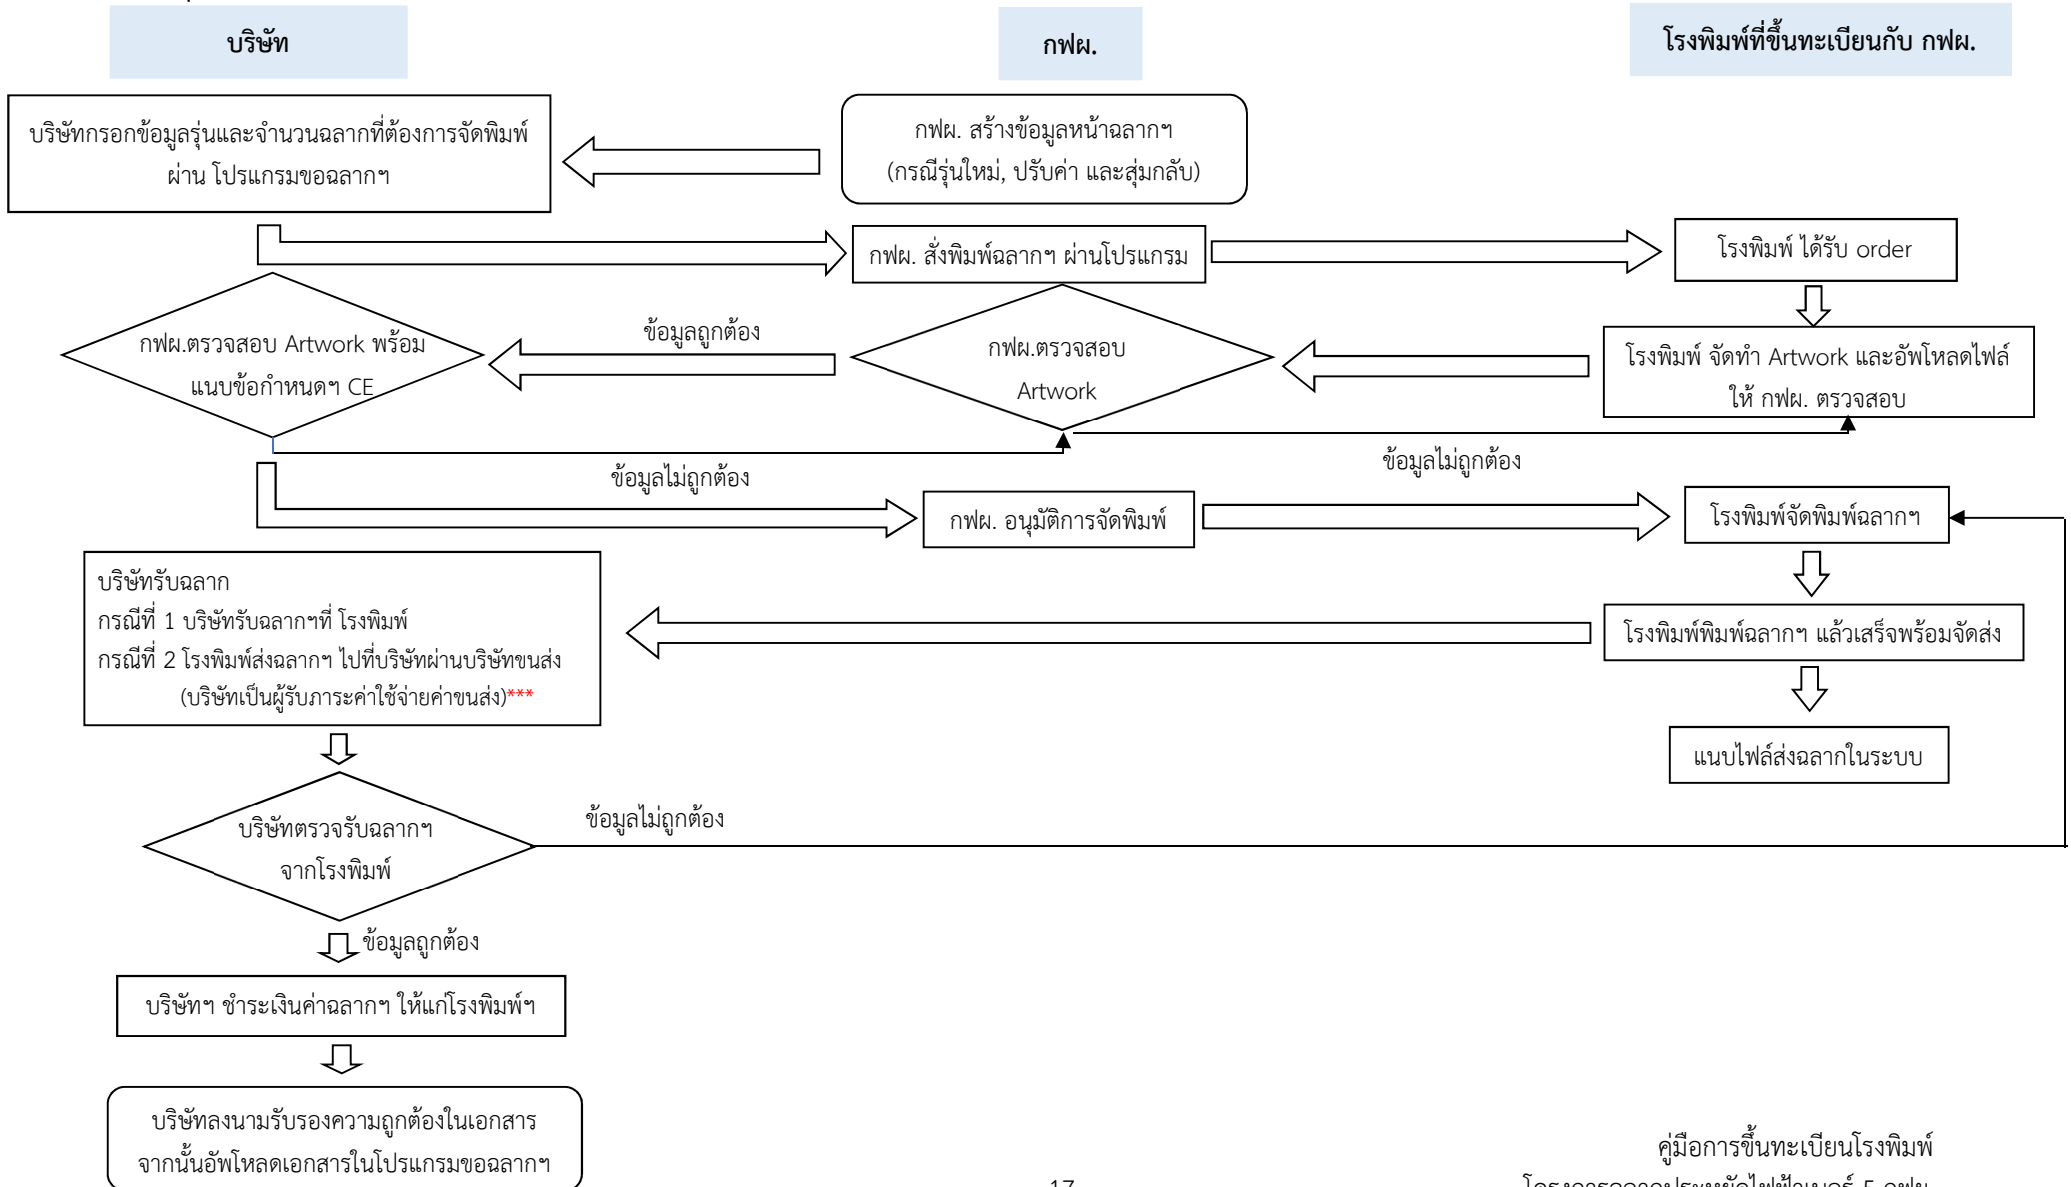 บริษัท
กฟผ.
โรงพิมพ์ที่ขึ้นทะเบียนกับ กฟผ.
บริษัทกรอกข้อมูลรุ่นและจำนวนฉลากที่ต้องการจัดพิมพ์
ผ่าน โปรแกรมขอฉลากฯ
กฟผ. สร้างข้อมูลหน้าฉลากฯ
(กรณีรุ่นใหม่, ปรับค่า และสุ่มกลับ)
กฟผ. สั่งพิมพ์ฉลากฯ ผ่านโปรแกรม
โรงพิมพ์ ได้รับ order
กฟผ.ตรวจสอบ Artwork พร้อม
แนบข้อกำหนดฯ CE
ข้อมูลถูกต้อง
กฟผ.ตรวจสอบ
Artwork
โรงพิมพ์ จัดทำ Artwork และอัพโหลดไฟล์
ให้ กฟผ. ตรวจสอบ
ข้อมูลไม่ถูกต้อง
ข้อมูลไม่ถูกต้อง
กฟผ. อนุมัติการจัดพิมพ์
โรงพิมพ์จัดพิมพ์ฉลากฯ
บริษัทรับฉลาก
กรณีที่ 1 บริษัทรับฉลากฯที่ โรงพิมพ์
กรณีที่ 2 โรงพิมพ์ส่งฉลากฯ ไปที่บริษัทผ่านบริษัทขนส่ง
(บริษัทเป็นผู้รับภาระค่าใช้จ่ายค่าขนส่ง)***
โรงพิมพ์พิมพ์ฉลากฯ แล้วเสร็จพร้อมจัดส่ง
แนบไฟล์ส่งฉลากในระบบ
บริษัทตรวจรับฉลากฯ
จากโรงพิมพ์
ข้อมูลไม่ถูกต้อง
ข้อมูลถูกต้อง
บริษัทฯ ชำระเงินค่าฉลากฯ ให้แก่โรงพิมพ์ฯ
บริษัทลงนามรับรองความถูกต้องในเอกสาร
จากนั้นอัพโหลดเอกสารในโปรแกรมขอฉลากฯ
คู่มือการขึ้นทะเบียนโรงพิมพ์
17
โครงการฉลากประหยัดไฟฟ้าเบอร์ 5 กฟผ.